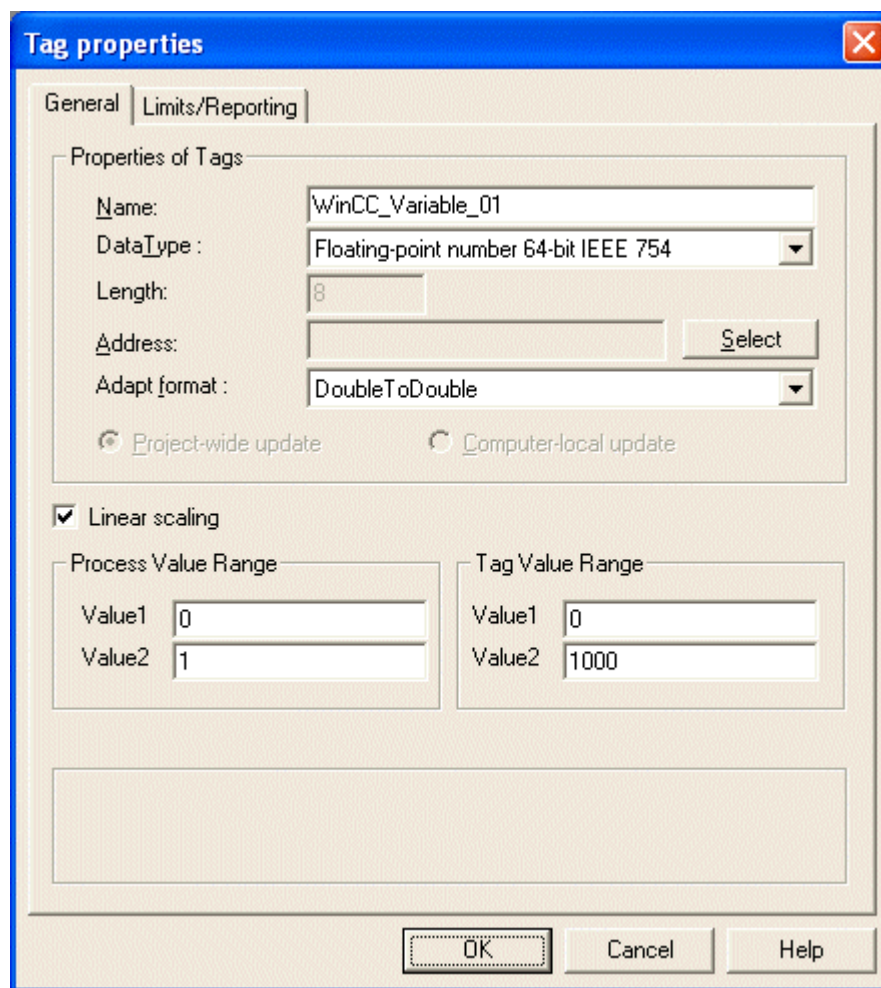 Tag properties
General Limits/Reporting
Properties of Tags
Name: WinCC_Variable_01
DataType : Floating-point number 64-bit IEEE 754
Length: 8
Address: Select
Adapt format : DoubleToDouble
Project-wide update Computer-local update
Linear scaling
Process Value Range Tag Value Range
Value1 0 Value1 0
Value2 1 Value2 1000
OK Cancel Help